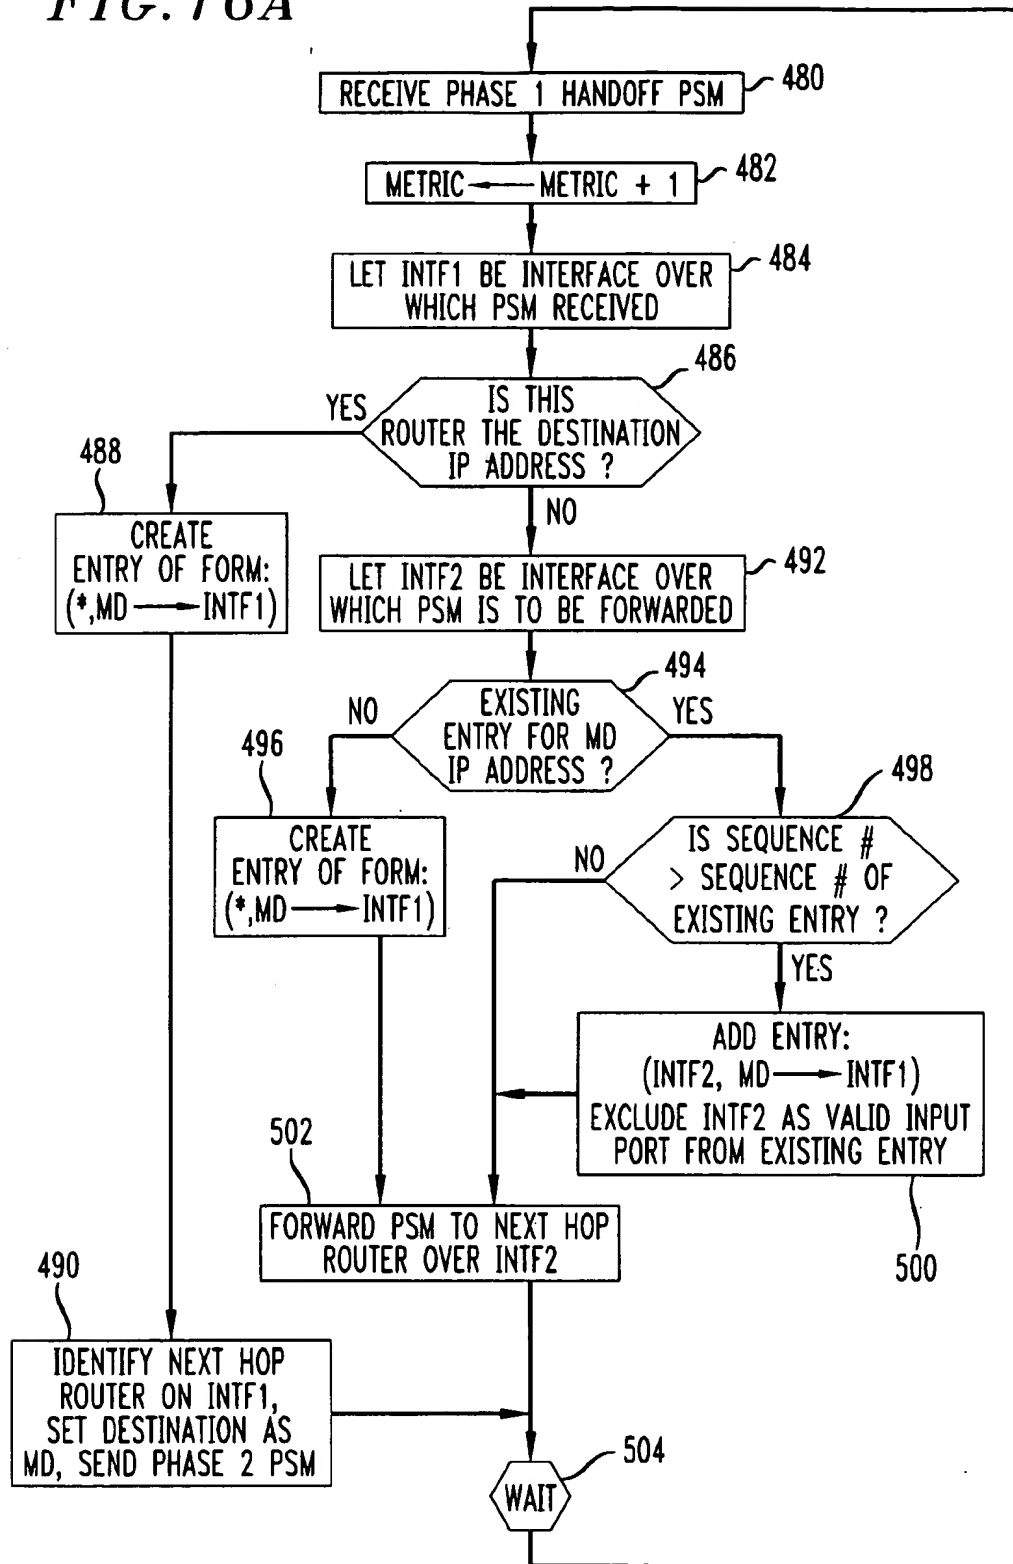 FIG. 16A
RECEIVE PHASE 1 HANDOFF PSM
480
METRIC ← METRIC + 1
482
LET INTF1 BE INTERFACE OVER
WHICH PSM RECEIVED
484
IS THIS
ROUTER THE DESTINATION
IP ADDRESS ?
486
YES
NO
488
CREATE
ENTRY OF FORM:
(*,MD → INTF1)
LET INTF2 BE INTERFACE OVER
WHICH PSM IS TO BE FORWARDED
492
EXISTING
ENTRY FOR MD
IP ADDRESS ?
494
NO
YES
496
CREATE
ENTRY OF FORM:
(*,MD → INTF1)
498
IS SEQUENCE #
> SEQUENCE # OF
EXISTING ENTRY ?
NO
YES
ADD ENTRY:
(INTF2, MD → INTF1)
EXCLUDE INTF2 AS VALID INPUT
PORT FROM EXISTING ENTRY
500
502
FORWARD PSM TO NEXT HOP
ROUTER OVER INTF2
490
IDENTIFY NEXT HOP
ROUTER ON INTF1,
SET DESTINATION AS
MD, SEND PHASE 2 PSM
WAIT
504